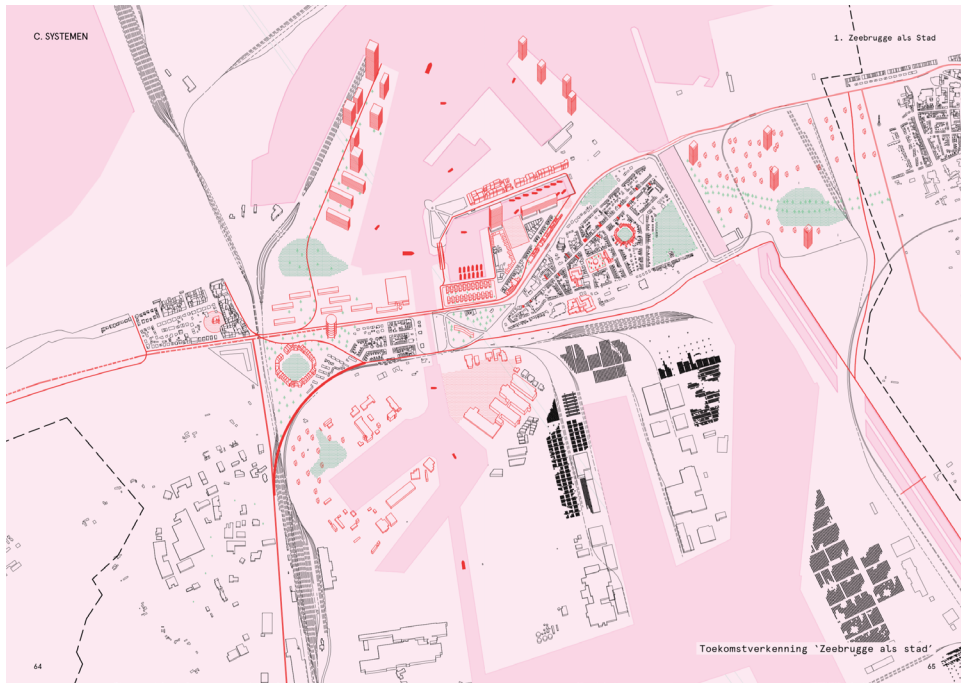 C. SYSTEMEN
1. Zeebrugge als Stad
Toekomstverkenning ‘Zeebrugge als stad’
64
65